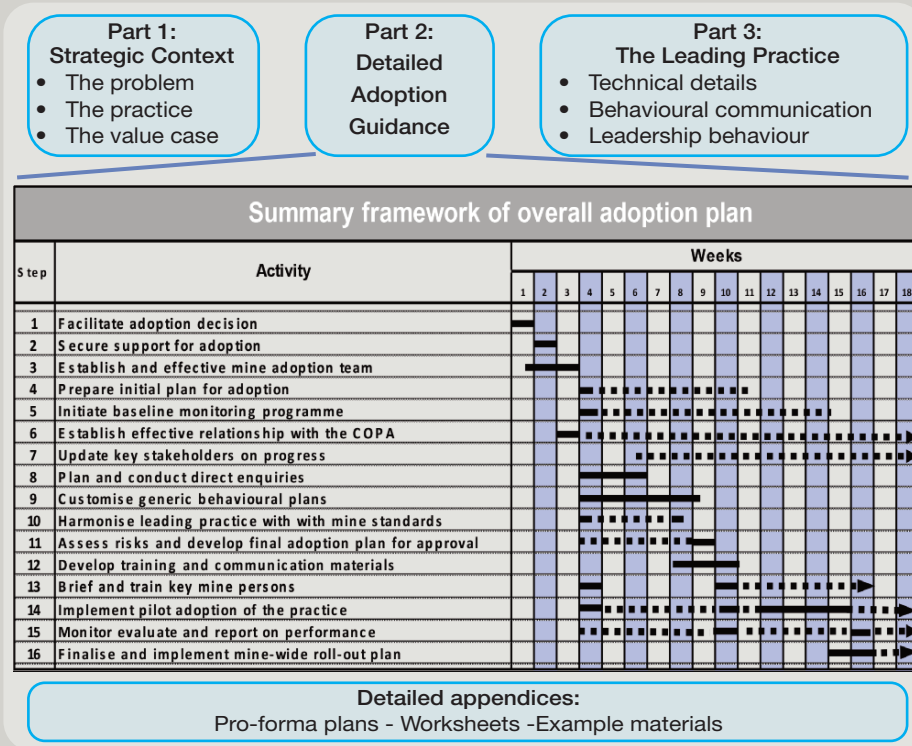 Part 1:
Strategic Context
• The problem
• The practice
• The value case
Part 2:
Detailed
Adoption
Guidance
Part 3:
The Leading Practice
• Technical details
• Behavioural communication
• Leadership behaviour
Summary framework of overall adoption plan
Step Activity Weeks
1 2 3 4 5 6 7 8 9 10 11 12 13 14 15 16 17 18
1 Facilitate adoption decision
2 Secure support for adoption
3 Establish and effective mine adoption team
4 Prepare initial plan for adoption
5 Initiate baseline monitoring programme
6 Establish effective relationship with the COPA
7 Update key stakeholders on progress
8 Plan and conduct direct enquiries
9 Customise generic behavioural plans
10 Harmonise leading practice with with mine standards
11 Assess risks and develop final adoption plan for approval
12 Develop training and communication materials
13 Brief and train key mine persons
14 Implement pilot adoption of the practice
15 Monitor evaluate and report on performance
16 Finalise and implement mine-wide roll-out plan
Detailed appendices:
Pro-forma plans - Worksheets -Example materials